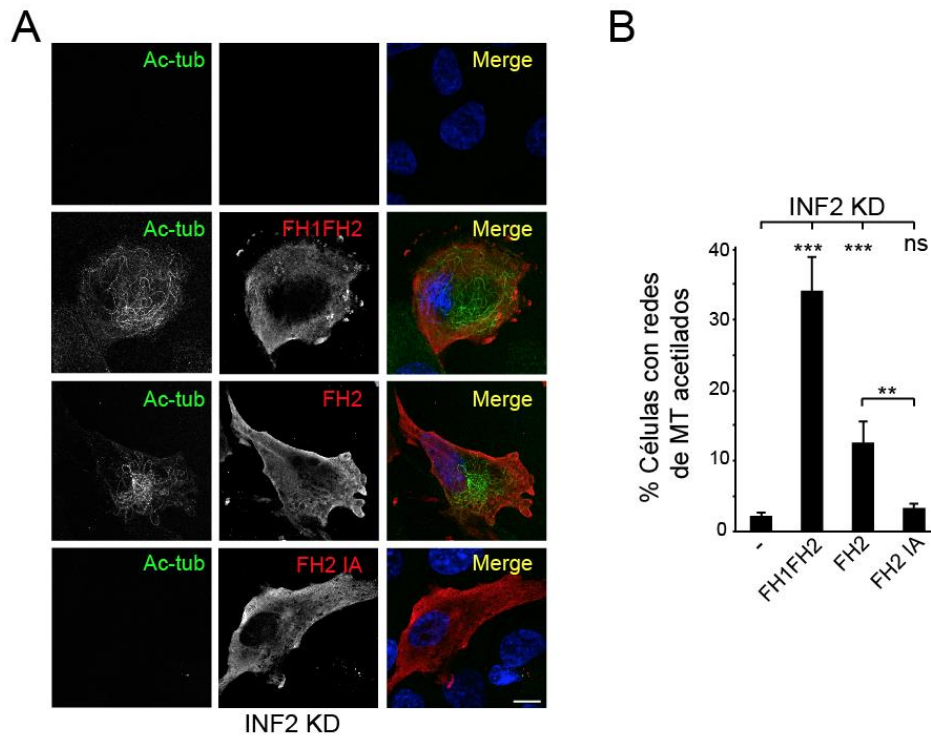 A
Ac-tub
Merge
Ac-tub
FH1FH2
Merge
Ac-tub
FH2
Merge
Ac-tub
FH2 IA
Merge
INF2 KD
B
INF2 KD
***
***
ns
**
% Células con redes
de MT acetilados
40
30
20
10
0
-
FH1FH2
FH2
FH2 IA